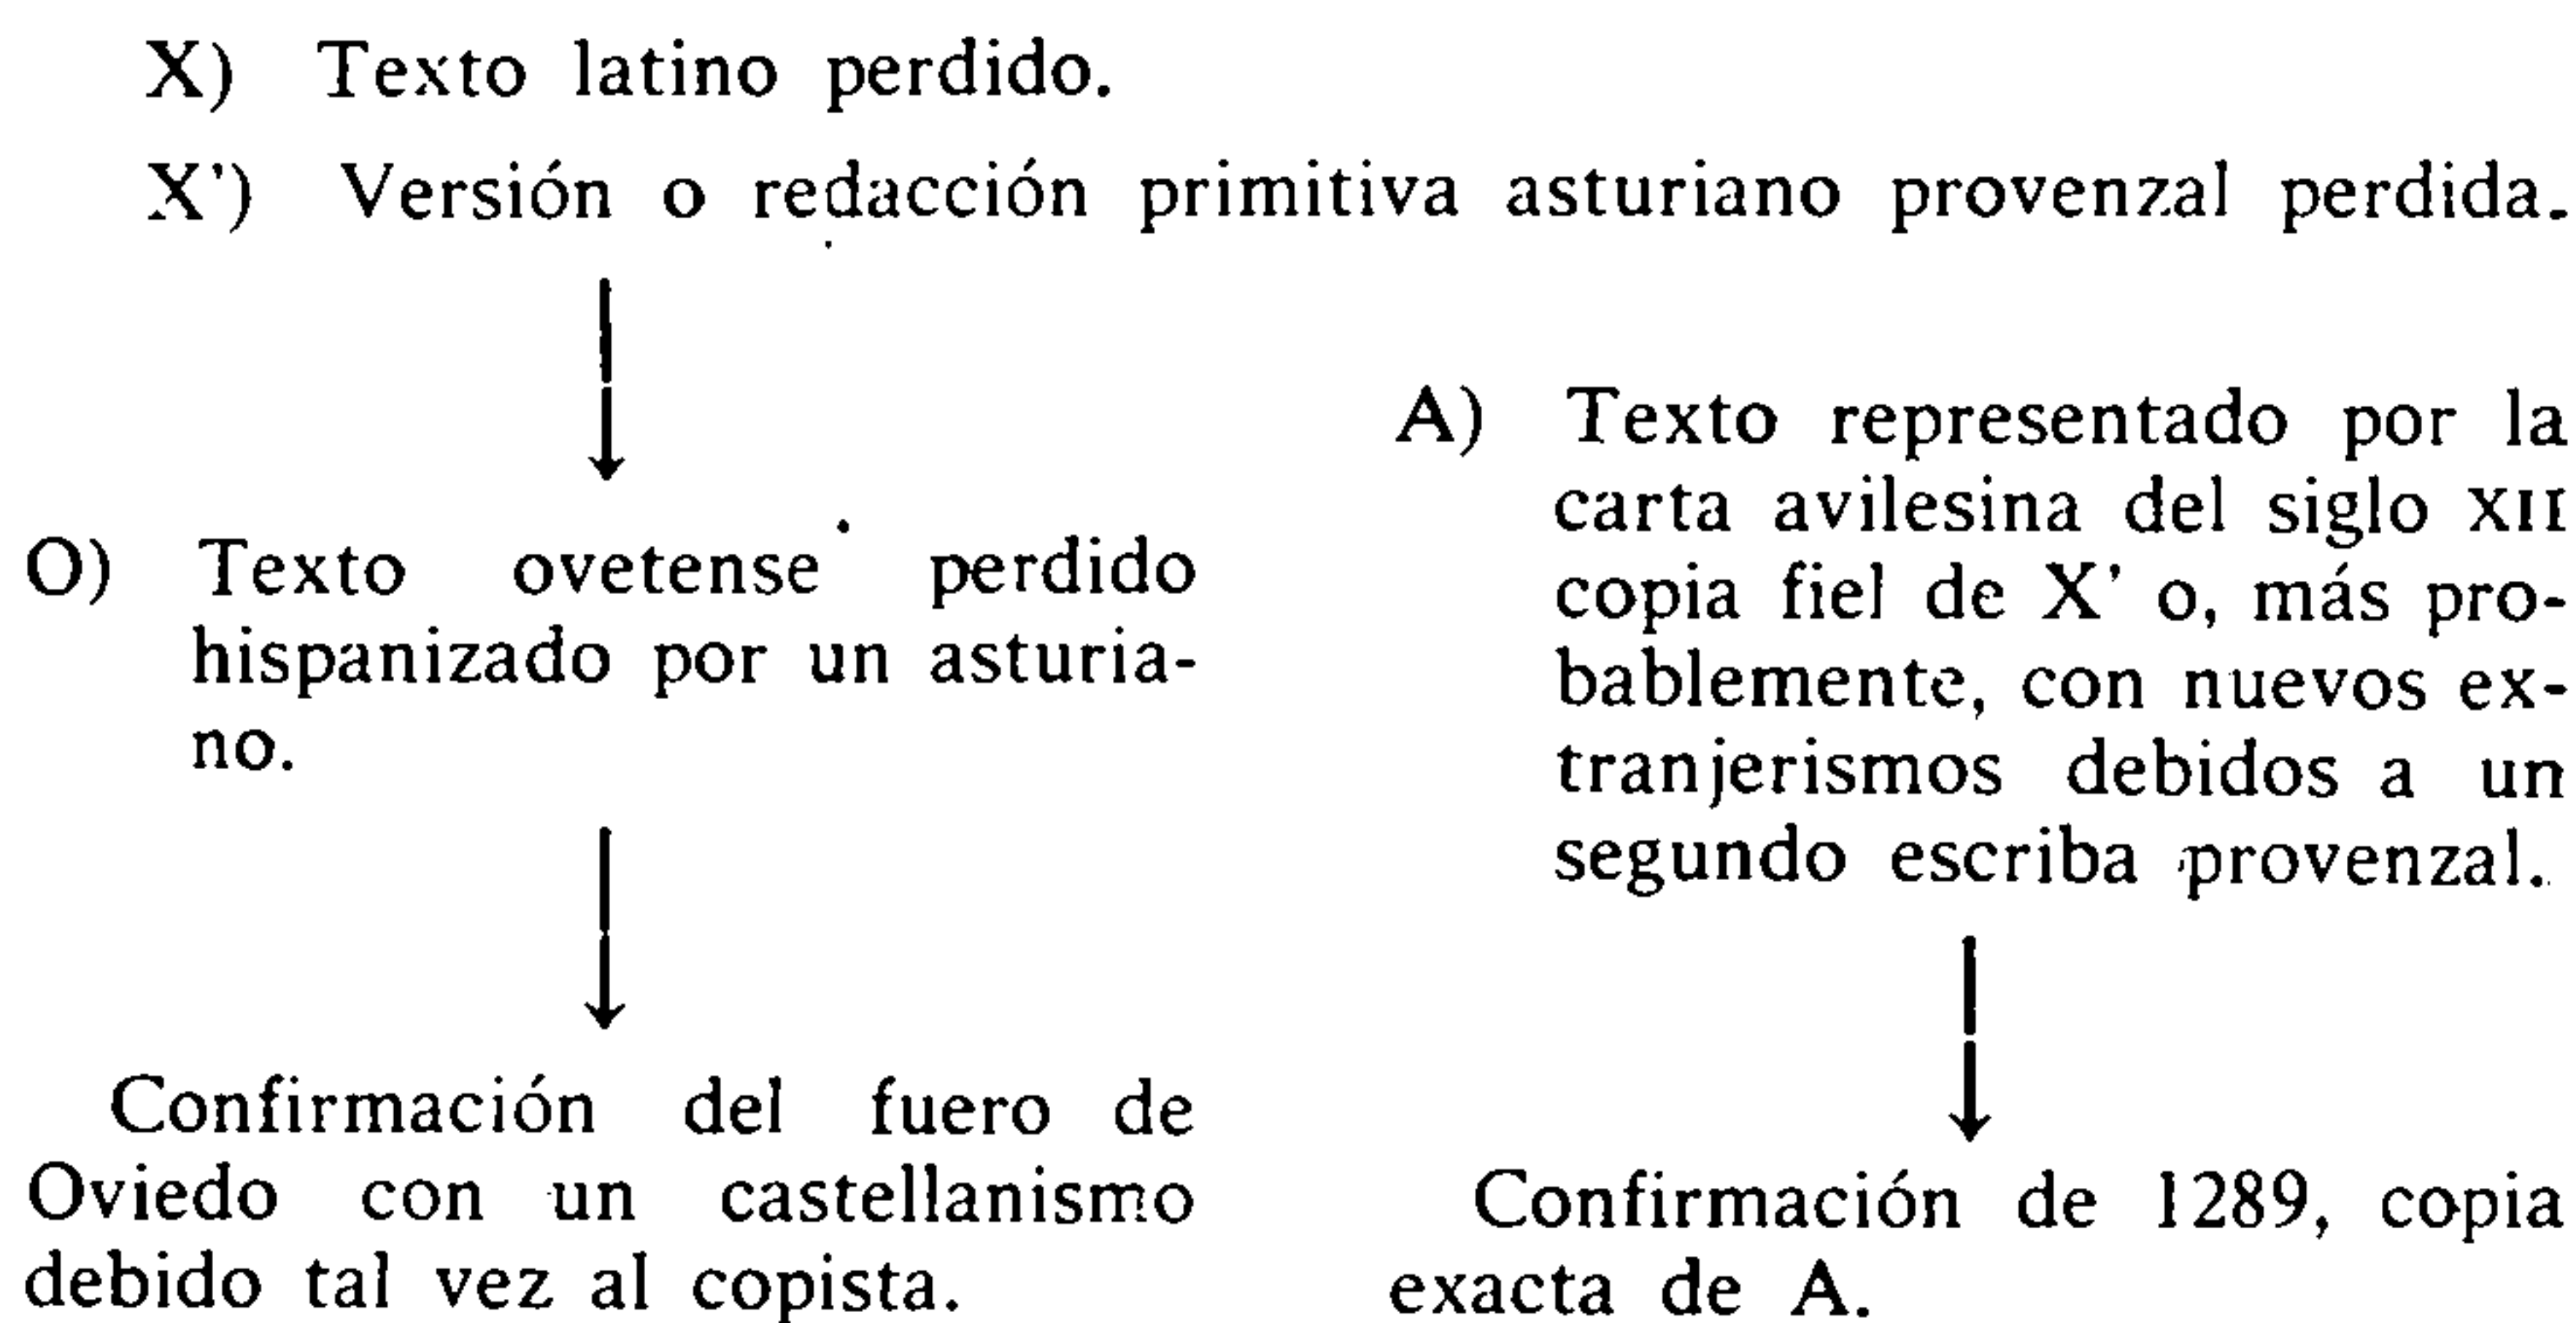 X) Texto latino perdido.
X') Versión o redacción primitiva asturiano provenzal perdida.
O) Texto ovetense perdido
hispanizado por un asturia-
no.
Confirmación del fuero de
Oviedo con un castellanismo
debido tal vez al copista.
A) Texto representado por la
carta avilesina del siglo XII
copia fiel de X' o, más pro-
bablemente, con nuevos ex-
tranjerismos debidos a un
segundo escriba provenzal.
Confirmación de 1289, copia
exacta de A.